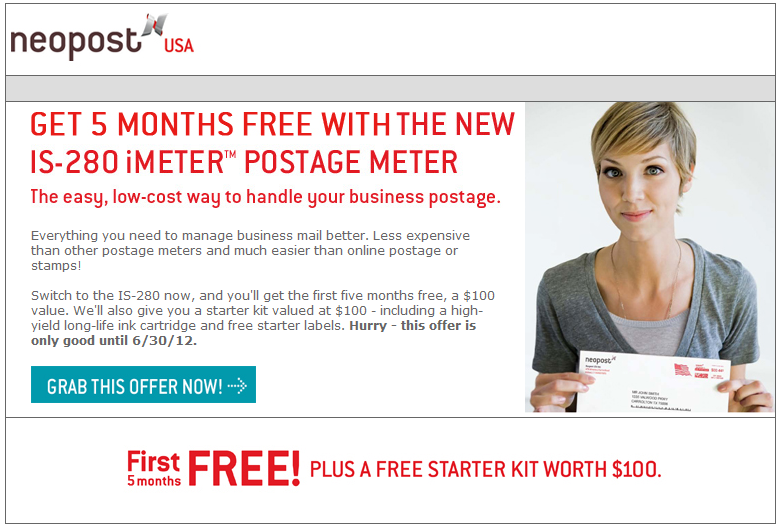 neopost USA
GET 5 MONTHS FREE WITH THE NEW
IS-280 iMETER™ POSTAGE METER
The easy, low-cost way to handle your business postage.
Everything you need to manage business mail better. Less expensive
than other postage meters and much easier than online postage or
stamps!
Switch to the IS-280 now, and you'll get the first five months free, a $100
value. We'll also give you a starter kit valued at $100 - including a high-
yield long-life ink cartridge and free starter labels. Hurry - this offer is
only good until 6/30/12.
GRAB THIS OFFER NOW!
neopost
MR JOHN SMITH
First
5 months
FREE! PLUS A FREE STARTER KIT WORTH $100.